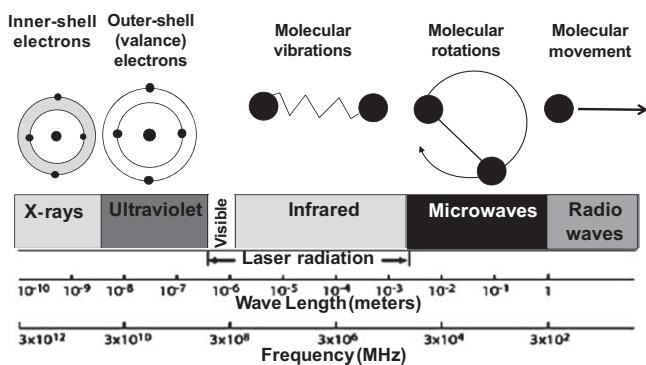 Inner-shell
electrons
Outer-shell
(valance)
electrons
Molecular
vibrations
Molecular
rotations
Molecular
movement
X-rays
Ultraviolet
Visible
Infrared
Microwaves
Radio
waves
Laser radiation
10⁻¹⁰ 10⁻⁹ 10⁻⁸ 10⁻⁷ 10⁻⁶ 10⁻⁵ 10⁻⁴ 10⁻³ 10⁻² 10⁻¹ 1
Wave Length (meters)
3x10¹² 3x10¹⁰ 3x10⁸ 3x10⁶ 3x10⁴ 3x10²
Frequency (MHz)